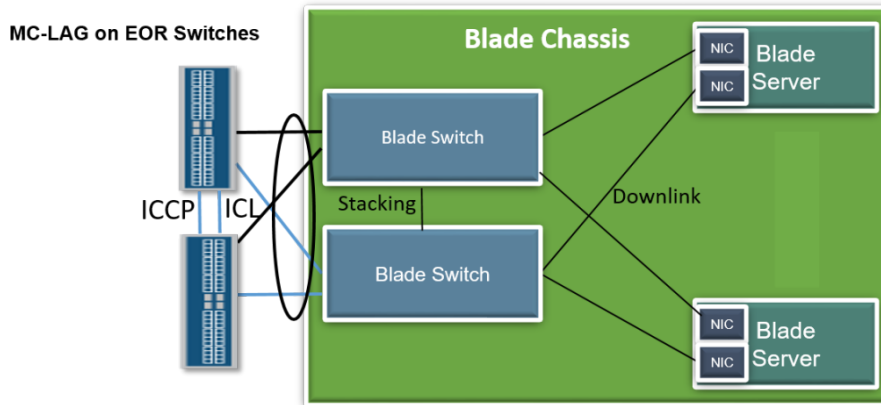 MC-LAG on EOR Switches
Blade Chassis
NIC
NIC
Blade
Server
Blade Switch
ICCP
ICL
Stacking
Downlink
Blade Switch
NIC
NIC
Blade
Server